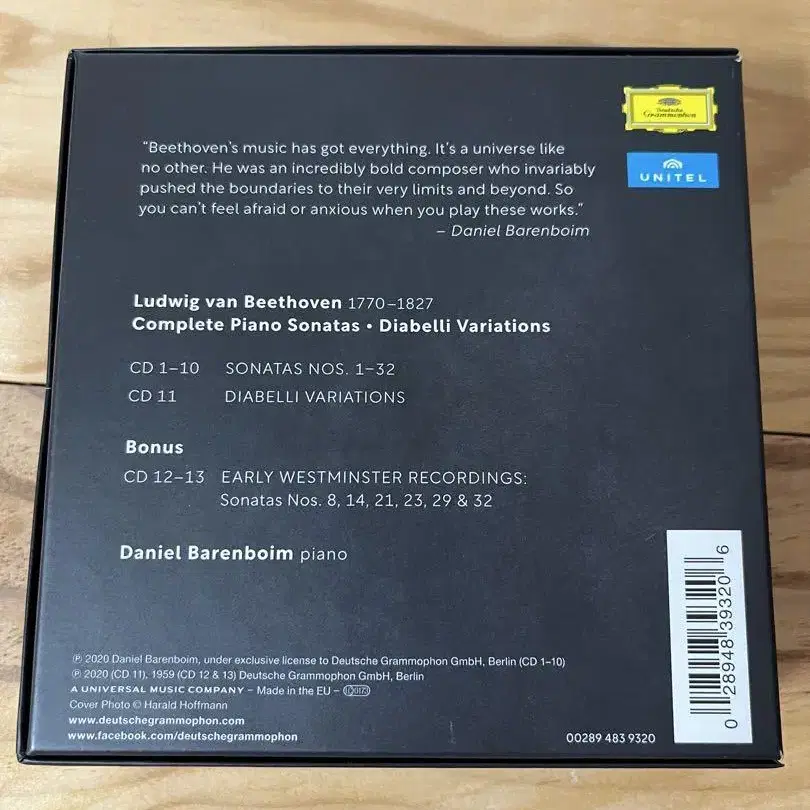 Deutsche
Grammophon
UNITEL
"Beethoven's music has got everything. It's a universe like
no other. He was an incredibly bold composer who invariably
pushed the boundaries to their very limits and beyond. So
you can't feel afraid or anxious when you play these works."
– Daniel Barenboim
Ludwig van Beethoven 1770–1827
Complete Piano Sonatas • Diabelli Variations
CD 1–10 SONATAS NOS. 1–32
CD 11 DIABELLI VARIATIONS
Bonus
CD 12–13 EARLY WESTMINSTER RECORDINGS:
Sonatas Nos. 8, 14, 21, 23, 29 & 32
Daniel Barenboim piano
℗ 2020 Daniel Barenboim, under exclusive license to Deutsche Grammophon GmbH, Berlin (CD 1–10)
℗ 2020 (CD 11), 1959 (CD 12 & 13) Deutsche Grammophon GmbH, Berlin
A UNIVERSAL MUSIC COMPANY – Made in the EU –
Cover Photo © Harald Hoffmann
www.deutschegrammophon.com
www.facebook.com/deutschegrammophon
00289 483 9320
0 28948 39320 6